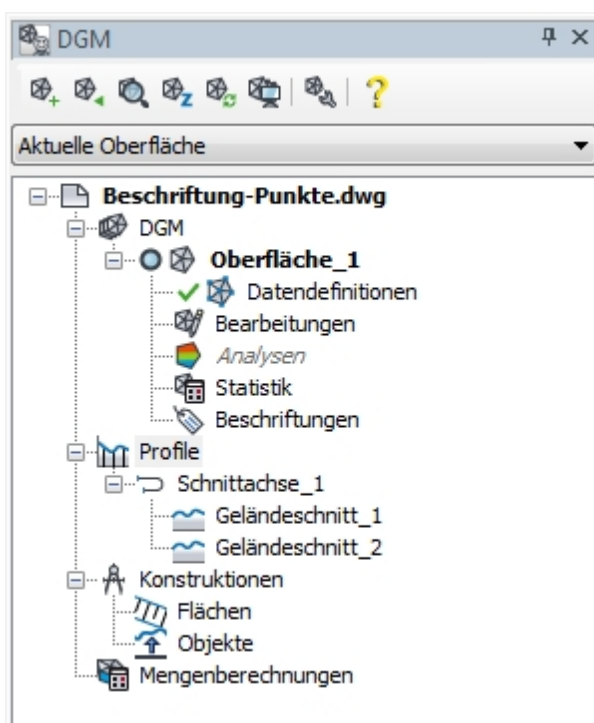 DGM
Aktuelle Oberfläche
Beschriftung-Punkte.dwg
DGM
Oberfläche_1
Datendefinitionen
Bearbeitungen
Analysen
Statistik
Beschriftungen
Profile
Schnittachse_1
Geländeschnitt_1
Geländeschnitt_2
Konstruktionen
Flächen
Objekte
Mengenberechnungen